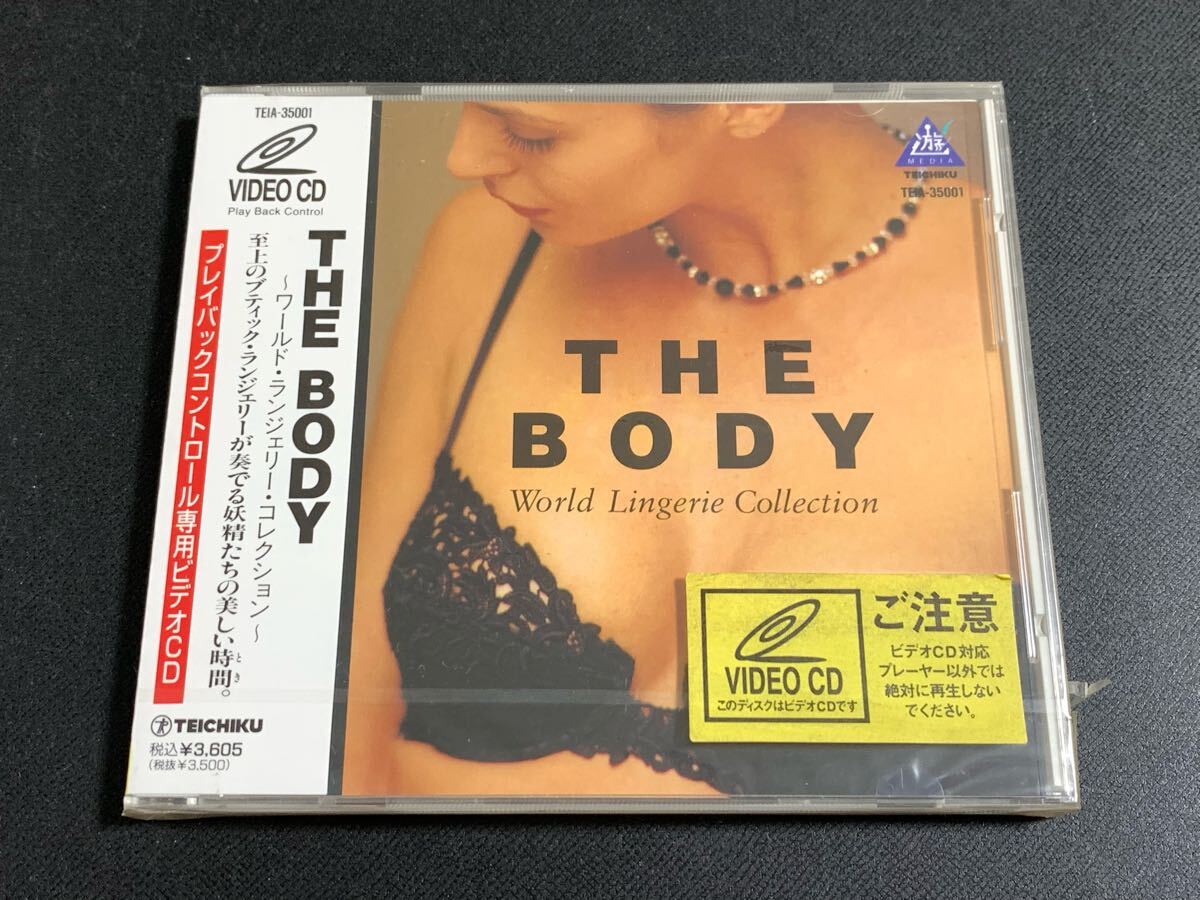 TEIA-35001
VIDEO CD
Play Back Control
THE BODY
～ワールド・ランジェリー・コレクション～
至上のブティック・ランジェリーが奏でる妖精たちの美しい時間。
とき
プレイバックコントロール専用ビデオCD
TEICHIKU
税込¥3,605
(税抜¥3,500)
遊
MEDIA
TEICHIKU
TEIA-35001
THE
BODY
World Lingerie Collection
VIDEO CD
このディスクはビデオCDです
ご注意
ビデオCD対応
プレーヤー以外では
絶対に再生しない
でください。